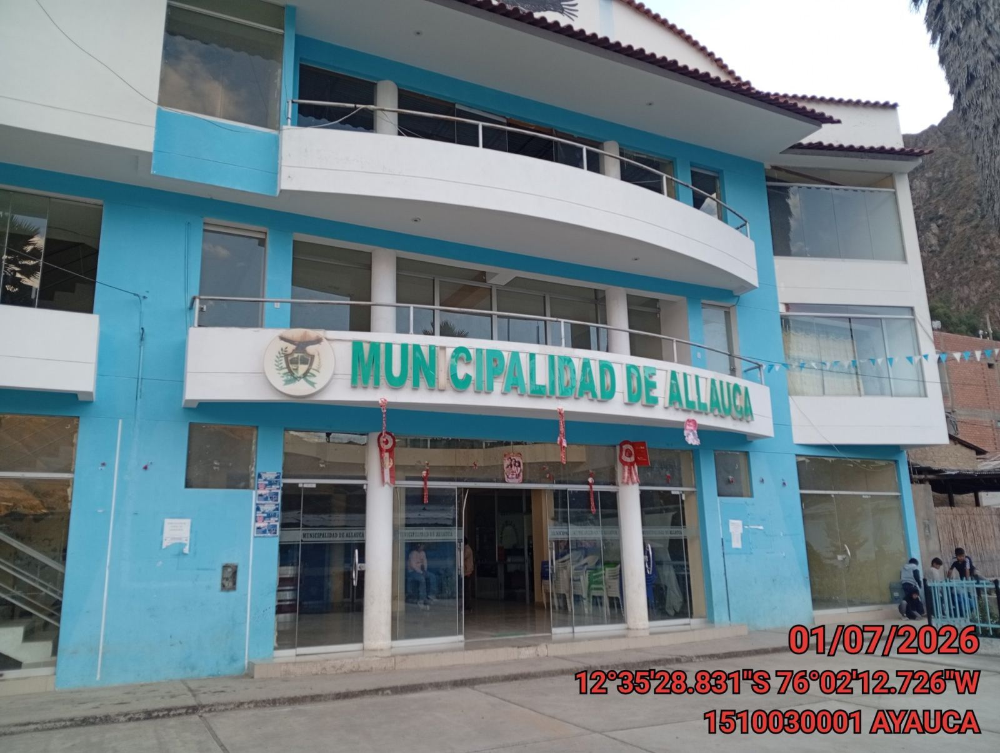 MUNICIPALIDAD DE ALLAUCA
MUNICIPALIDAD DE ALLAUCA
MUNICIPALIDAD DE ALLAUCA
01/07/2026
12°35'28.831"S 76°02'12.726"W
1510030001 AYAUCA